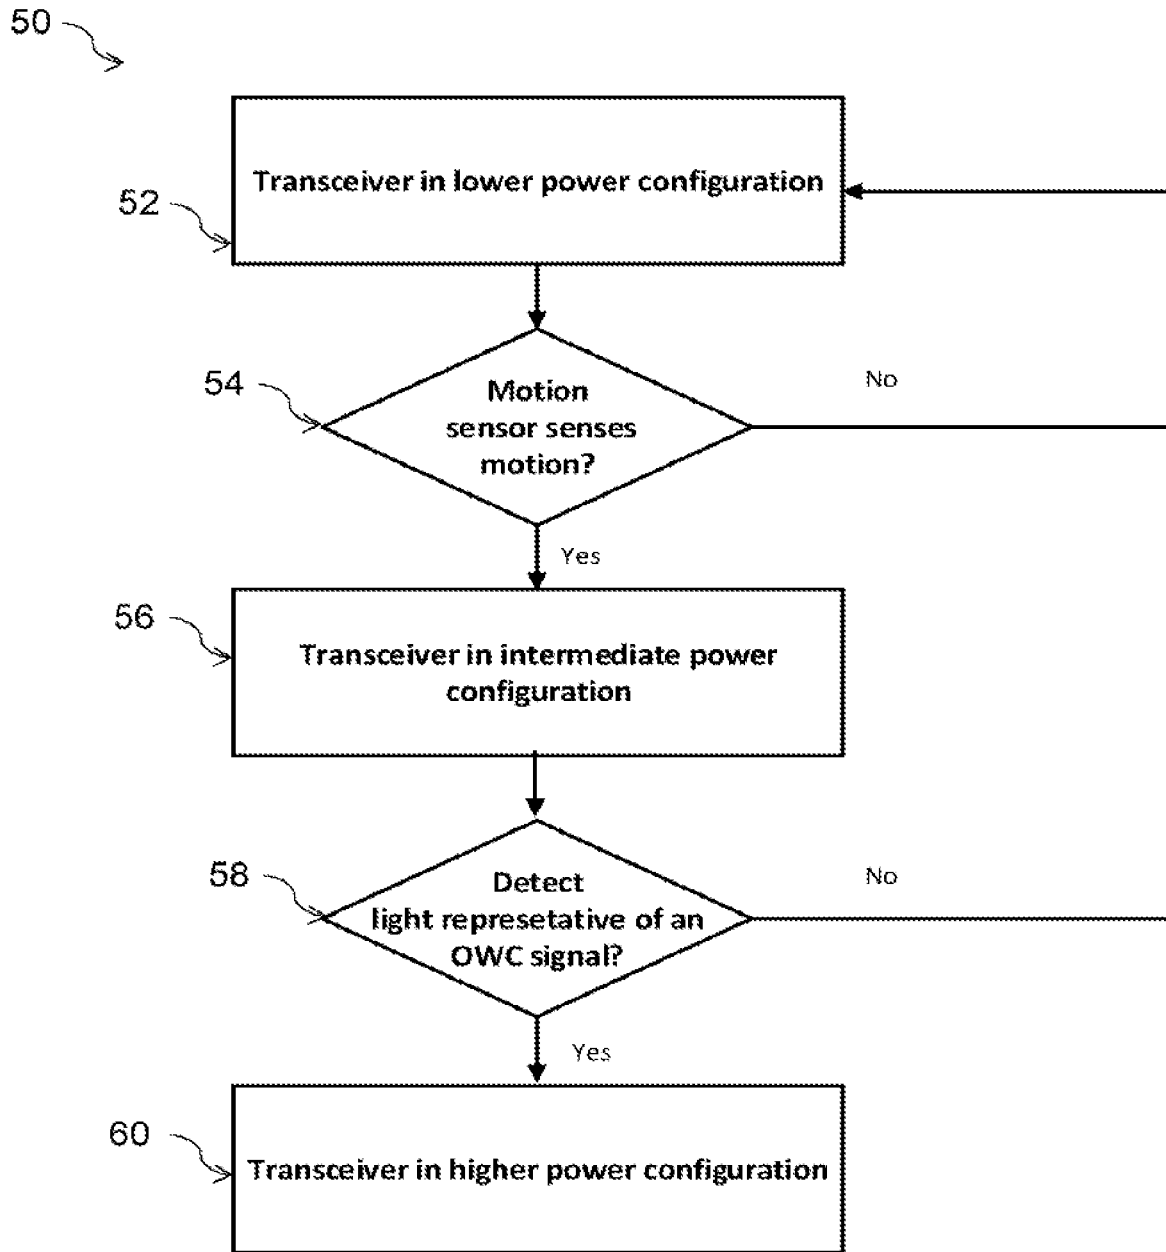 50
Transceiver in lower power configuration
52
54
Motion
sensor senses
motion?
No
Yes
56
Transceiver in intermediate power
configuration
58
Detect
light represetative of an
OWC signal?
No
Yes
60
Transceiver in higher power configuration